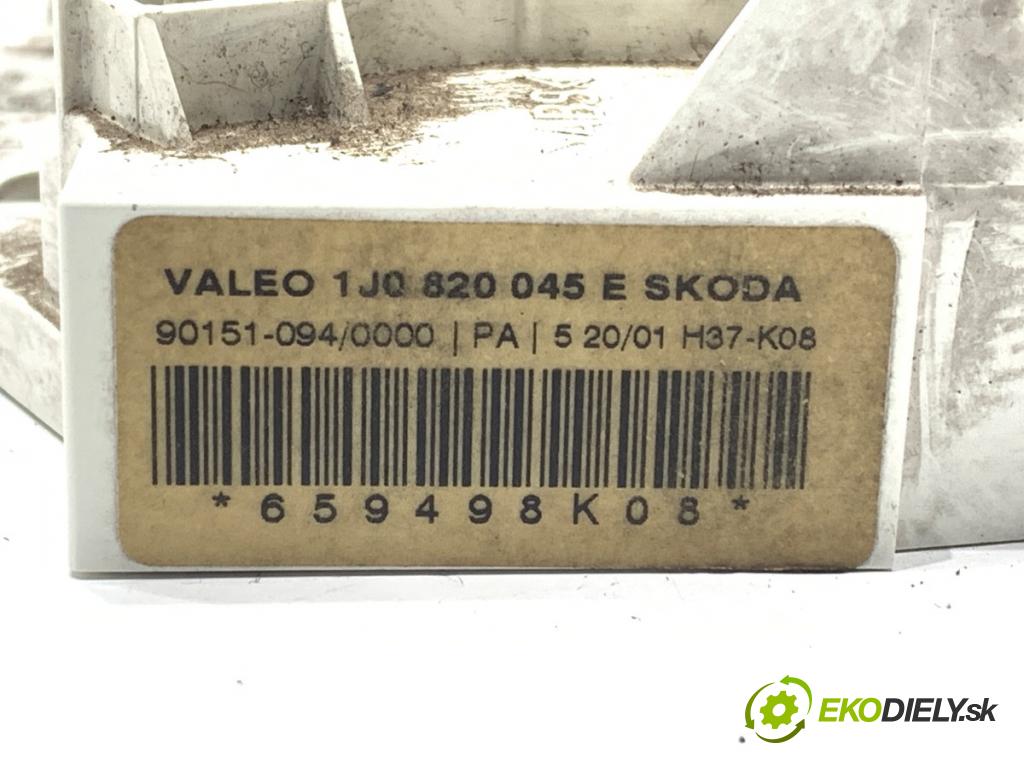 VALEO 1J0 820 045 E SKODA
90151-094/0000 | PA | 5 20/01 H37-K08
*659498K08*
EKODIELY.sk